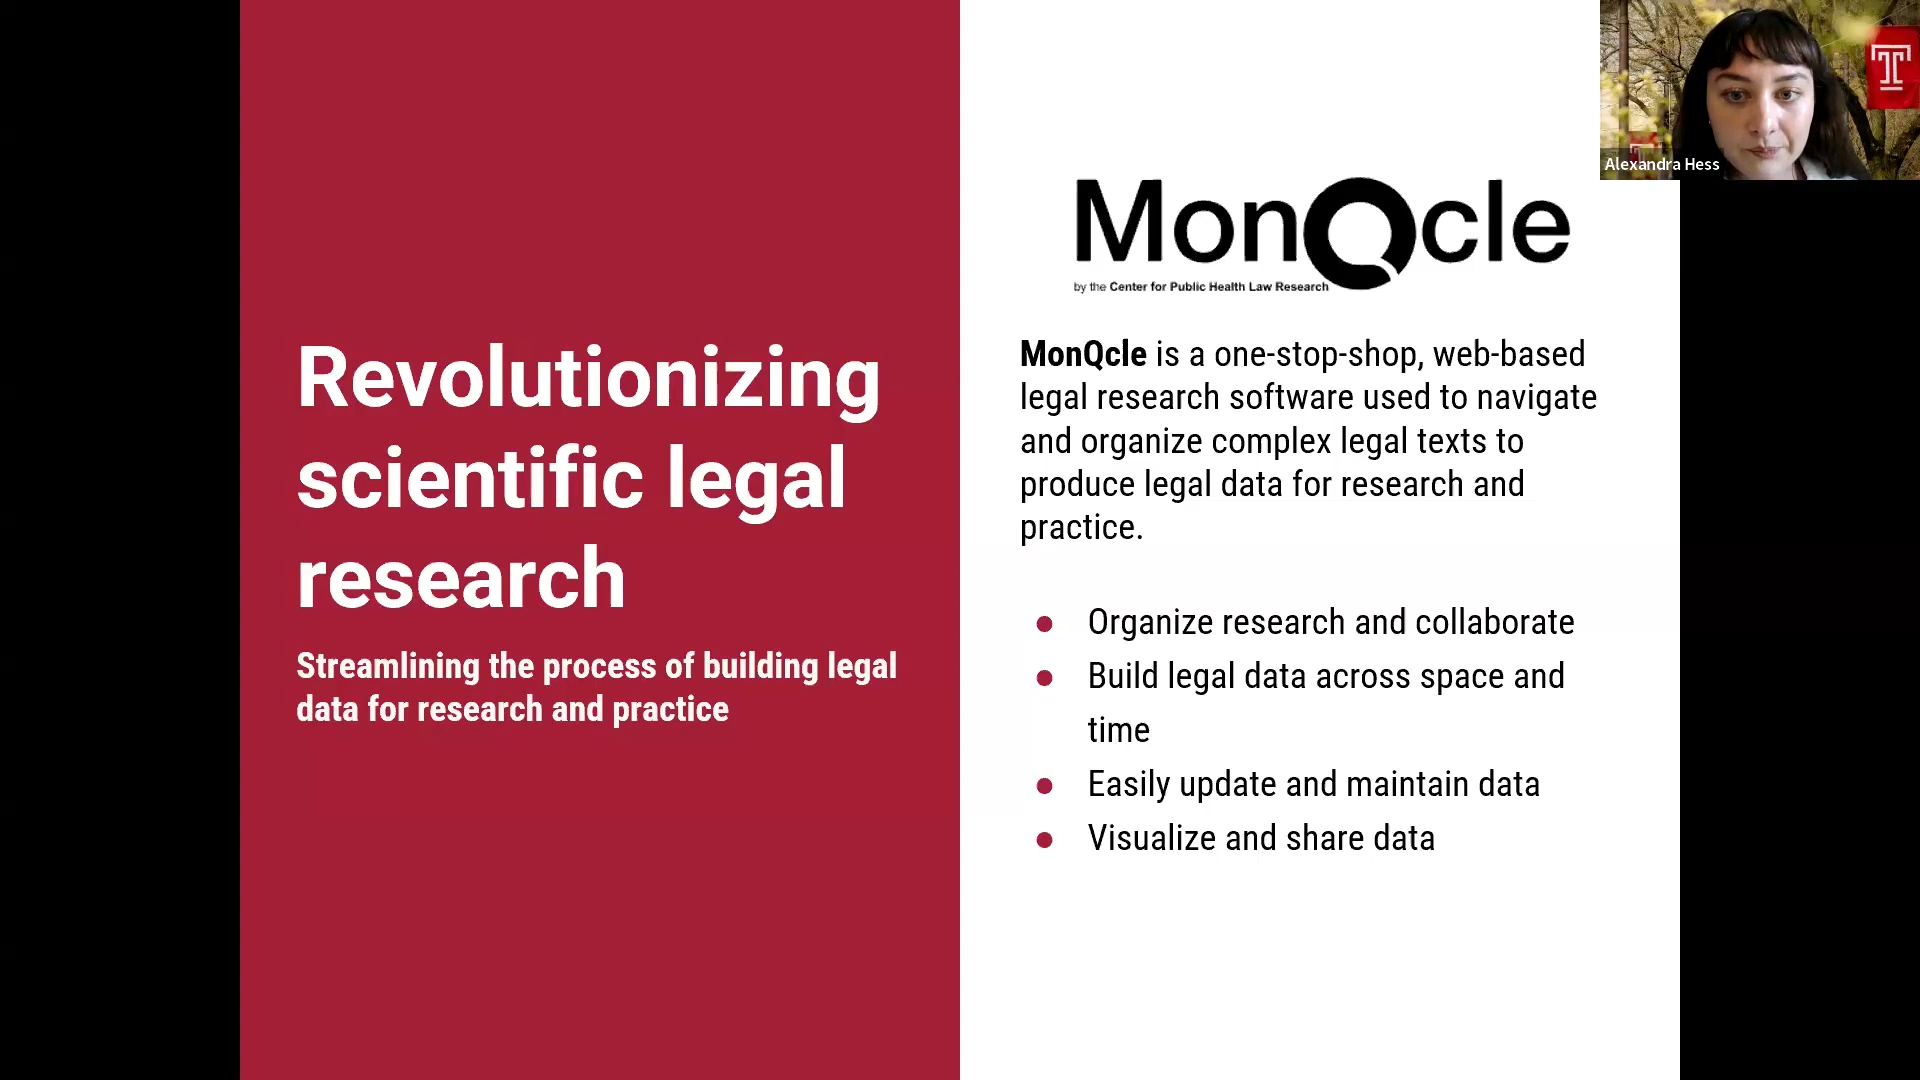 Revolutionizing
scientific legal
research
Streamlining the process of building legal
data for research and practice
MonQcle
by the Center for Public Health Law Research
MonQcle is a one-stop-shop, web-based
legal research software used to navigate
and organize complex legal texts to
produce legal data for research and
practice.
● Organize research and collaborate
● Build legal data across space and
time
● Easily update and maintain data
● Visualize and share data
T
Alexandra Hess